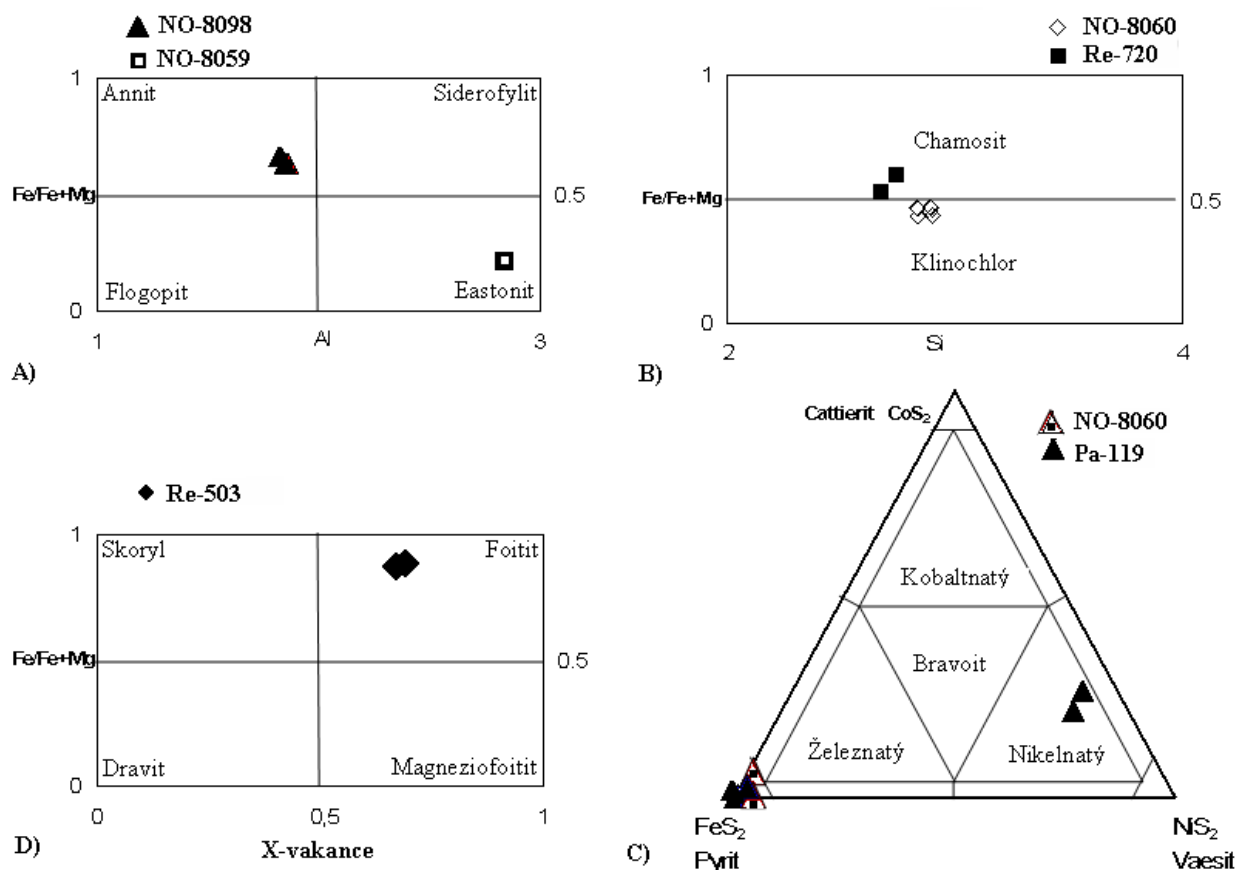 NO-8098
NO-8059
1
Annit
Siderofylit
Fe/Fe+Mg
0.5
Flogopit
Eastonit
0
1
Al
3
A)
NO-8060
Re-720
1
Chamosit
Fe/Fe+Mg
0.5
Klinochlor
0
2
Si
4
B)
Re-503
1
Skoryl
Foitit
Fe/Fe+Mg
0.5
Dravit
Magneziofoitit
0
0
0,5
1
D)
X-vakance
Cattierit CoS₂
NO-8060
Pa-119
Kobaltnatý
Bravoit
Železnatý
Nikelnatý
FeS₂
NiS₂
C)
Pyrit
Vaesit